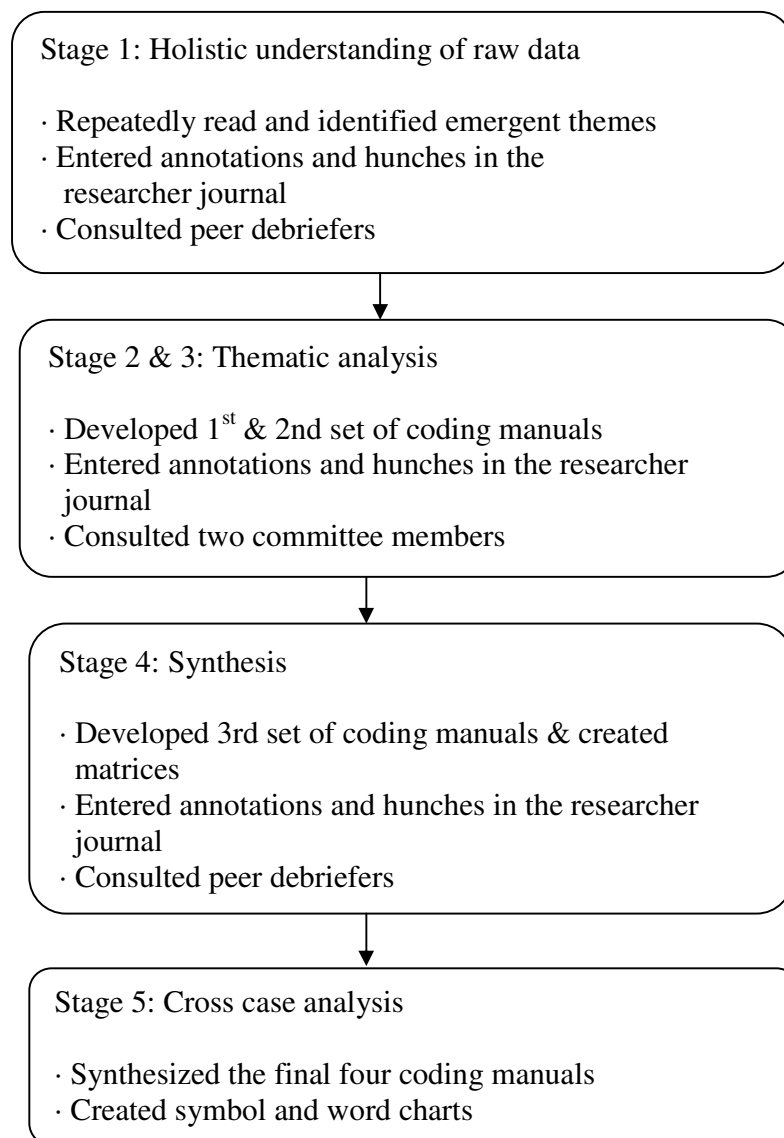 Stage 1: Holistic understanding of raw data
· Repeatedly read and identified emergent themes
· Entered annotations and hunches in the
researcher journal
· Consulted peer debriefers
Stage 2 & 3: Thematic analysis
· Developed 1st & 2nd set of coding manuals
· Entered annotations and hunches in the researcher
journal
· Consulted two committee members
Stage 4: Synthesis
· Developed 3rd set of coding manuals & created
matrices
· Entered annotations and hunches in the researcher
journal
· Consulted peer debriefers
Stage 5: Cross case analysis
· Synthesized the final four coding manuals
· Created symbol and word charts